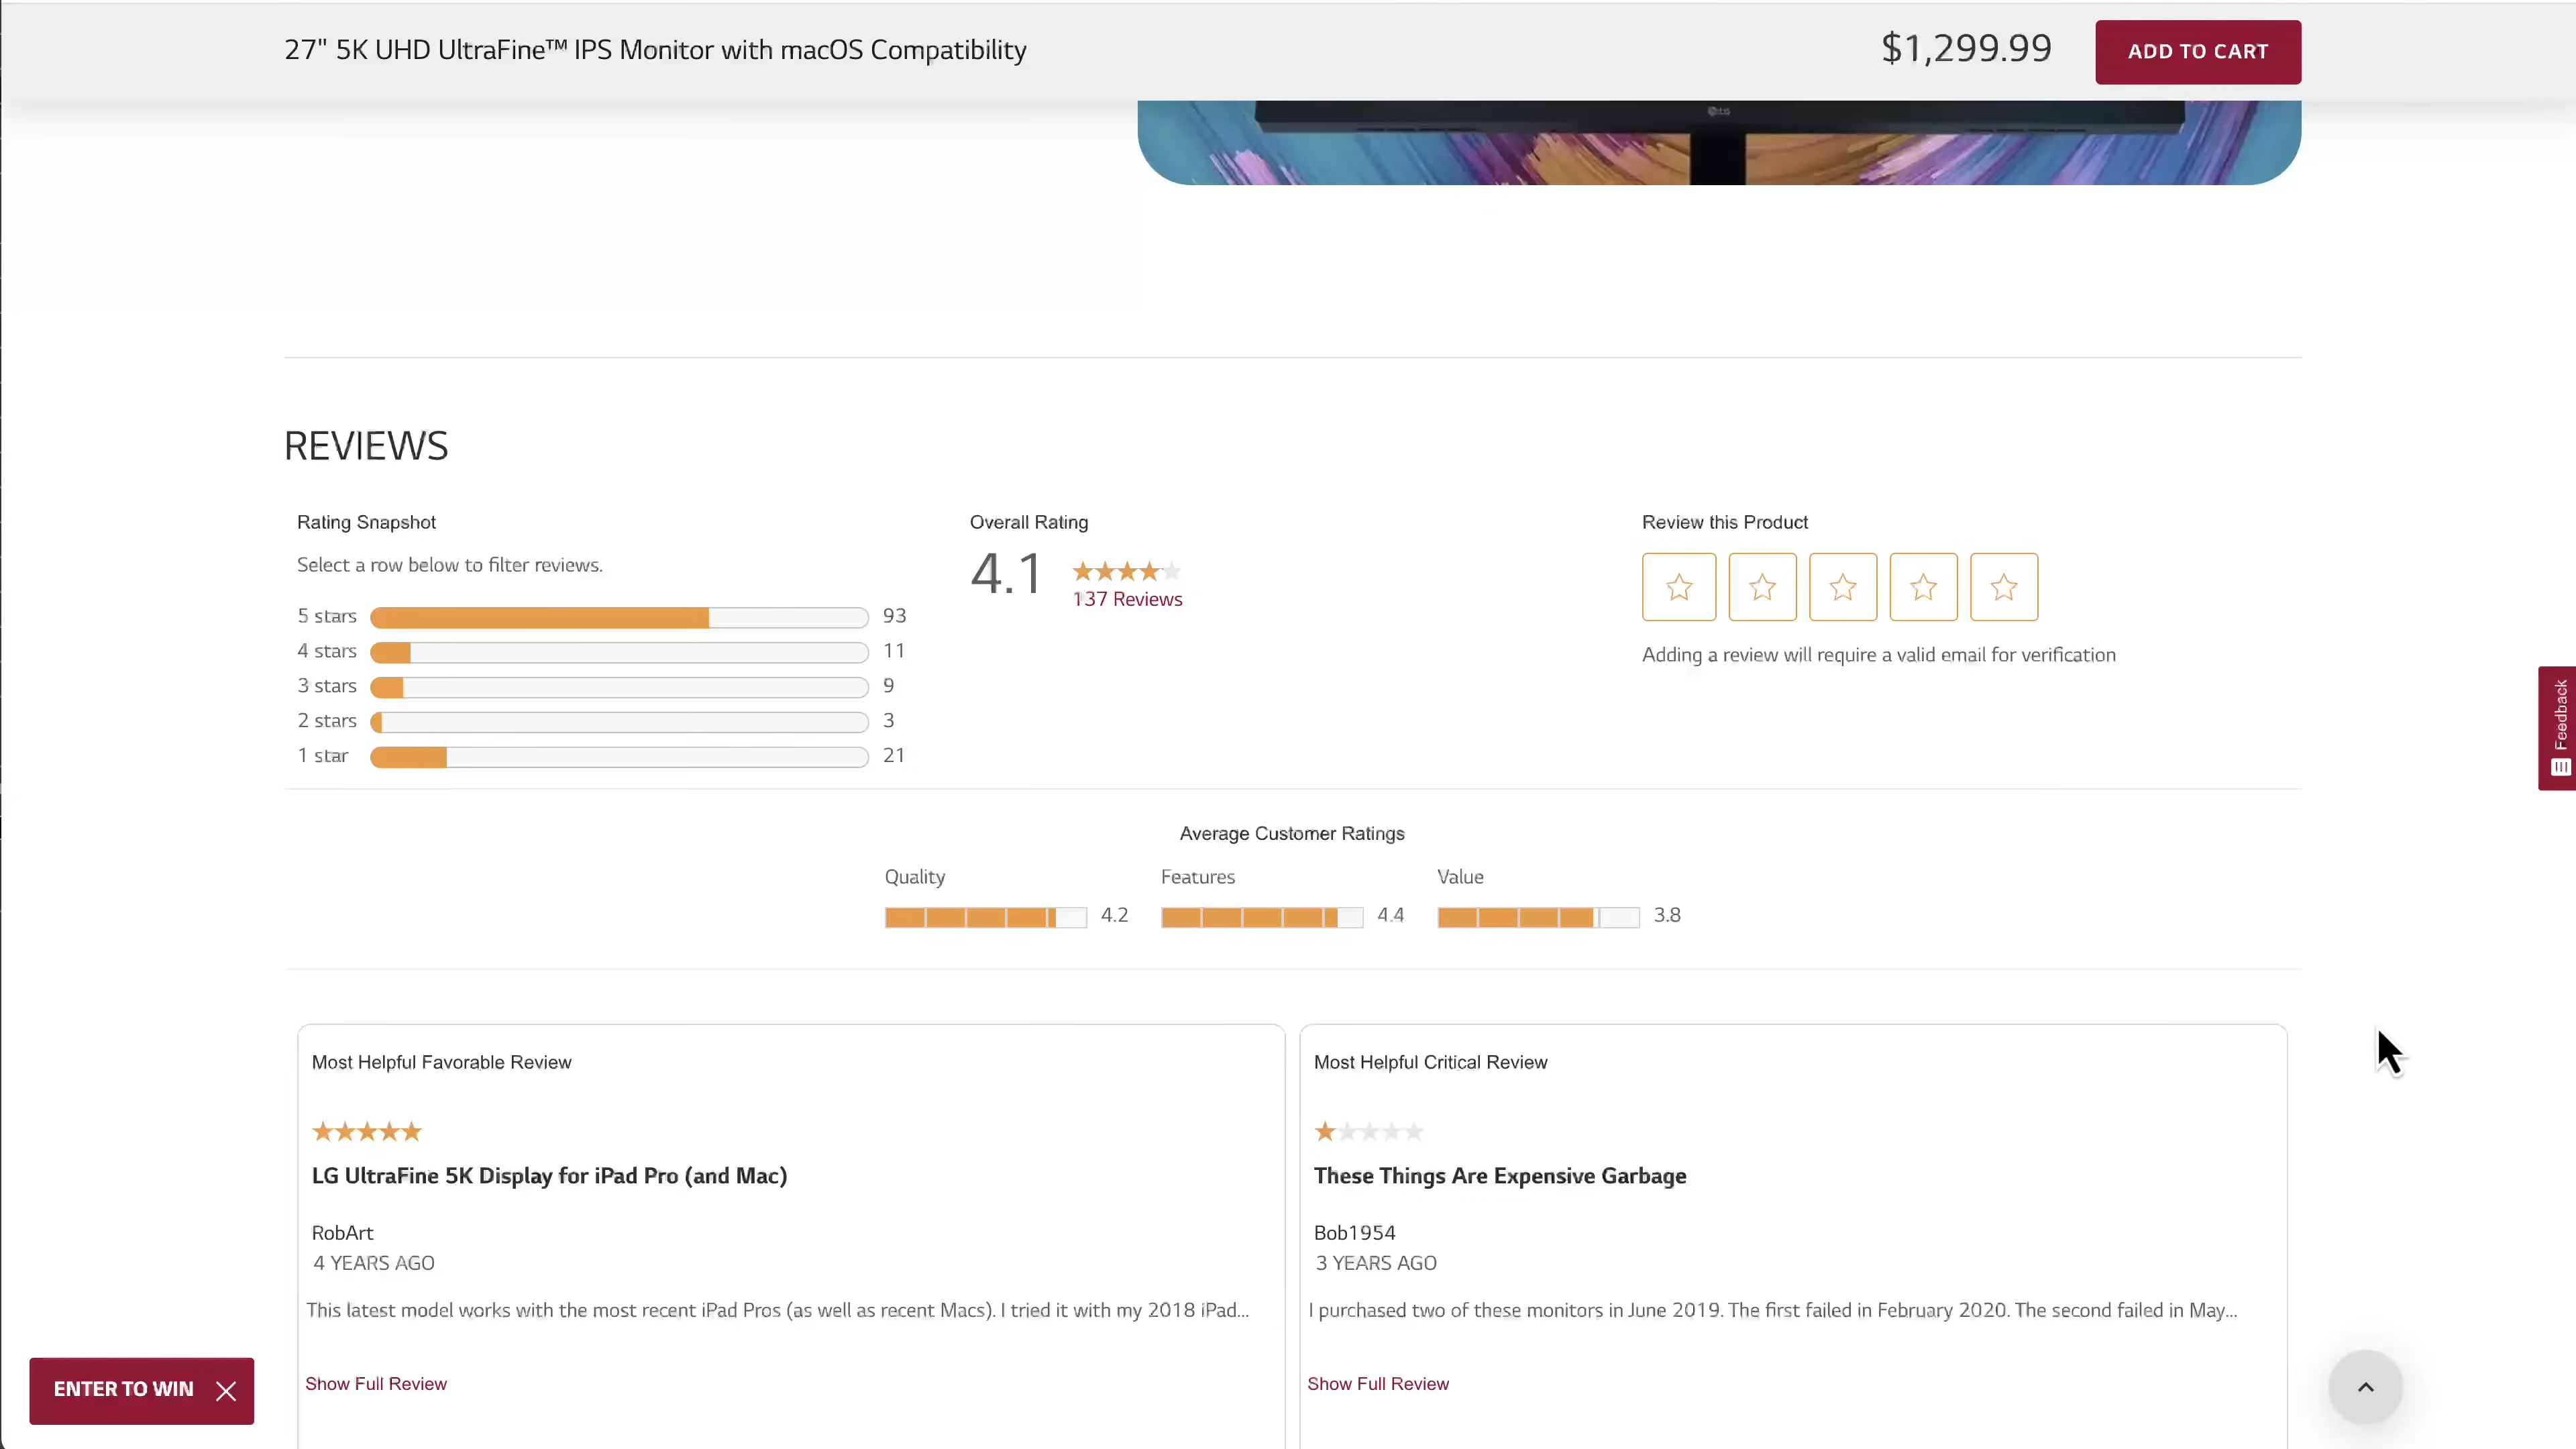 27" 5K UHD UltraFine™ IPS Monitor with macOS Compatibility
$1,299.99
ADD TO CART
LG
REVIEWS
Rating Snapshot
Select a row below to filter reviews.
5 stars 93
4 stars 11
3 stars 9
2 stars 3
1 star 21
Overall Rating
4.1
137 Reviews
Review this Product
Adding a review will require a valid email for verification
Feedback
Average Customer Ratings
Quality Features Value
4.2 4.4 3.8
Most Helpful Favorable Review
LG UltraFine 5K Display for iPad Pro (and Mac)
RobArt
4 YEARS AGO
This latest model works with the most recent iPad Pros (as well as recent Macs). I tried it with my 2018 iPad...
Show Full Review
Most Helpful Critical Review
These Things Are Expensive Garbage
Bob1954
3 YEARS AGO
I purchased two of these monitors in June 2019. The first failed in February 2020. The second failed in May...
Show Full Review
ENTER TO WIN